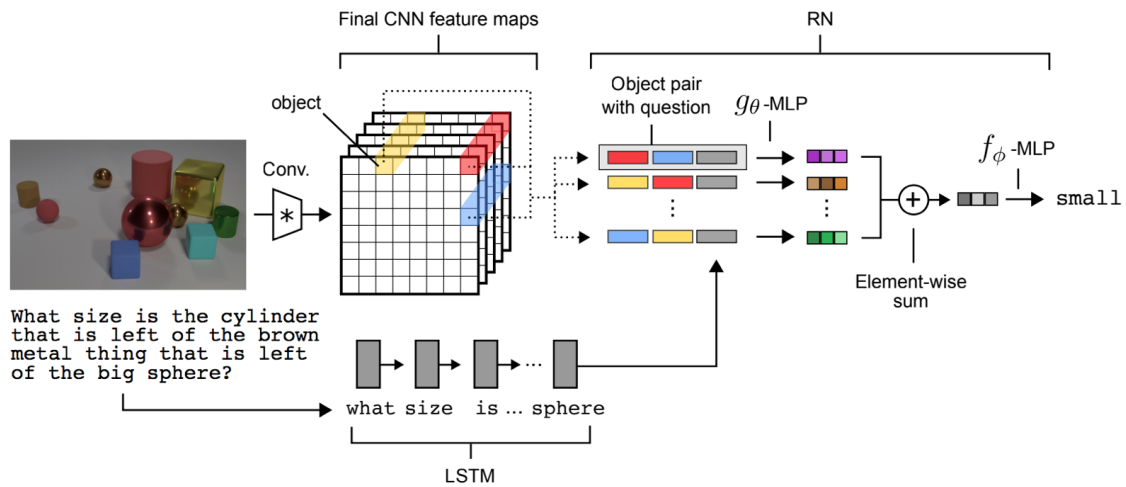 Final CNN feature maps
RN
object
Object pair
with question
gθ-MLP
fϕ-MLP
Conv.
*
small
+
Element-wise
sum
What size is the cylinder
that is left of the brown
metal thing that is left
of the big sphere?
what size is ... sphere
LSTM